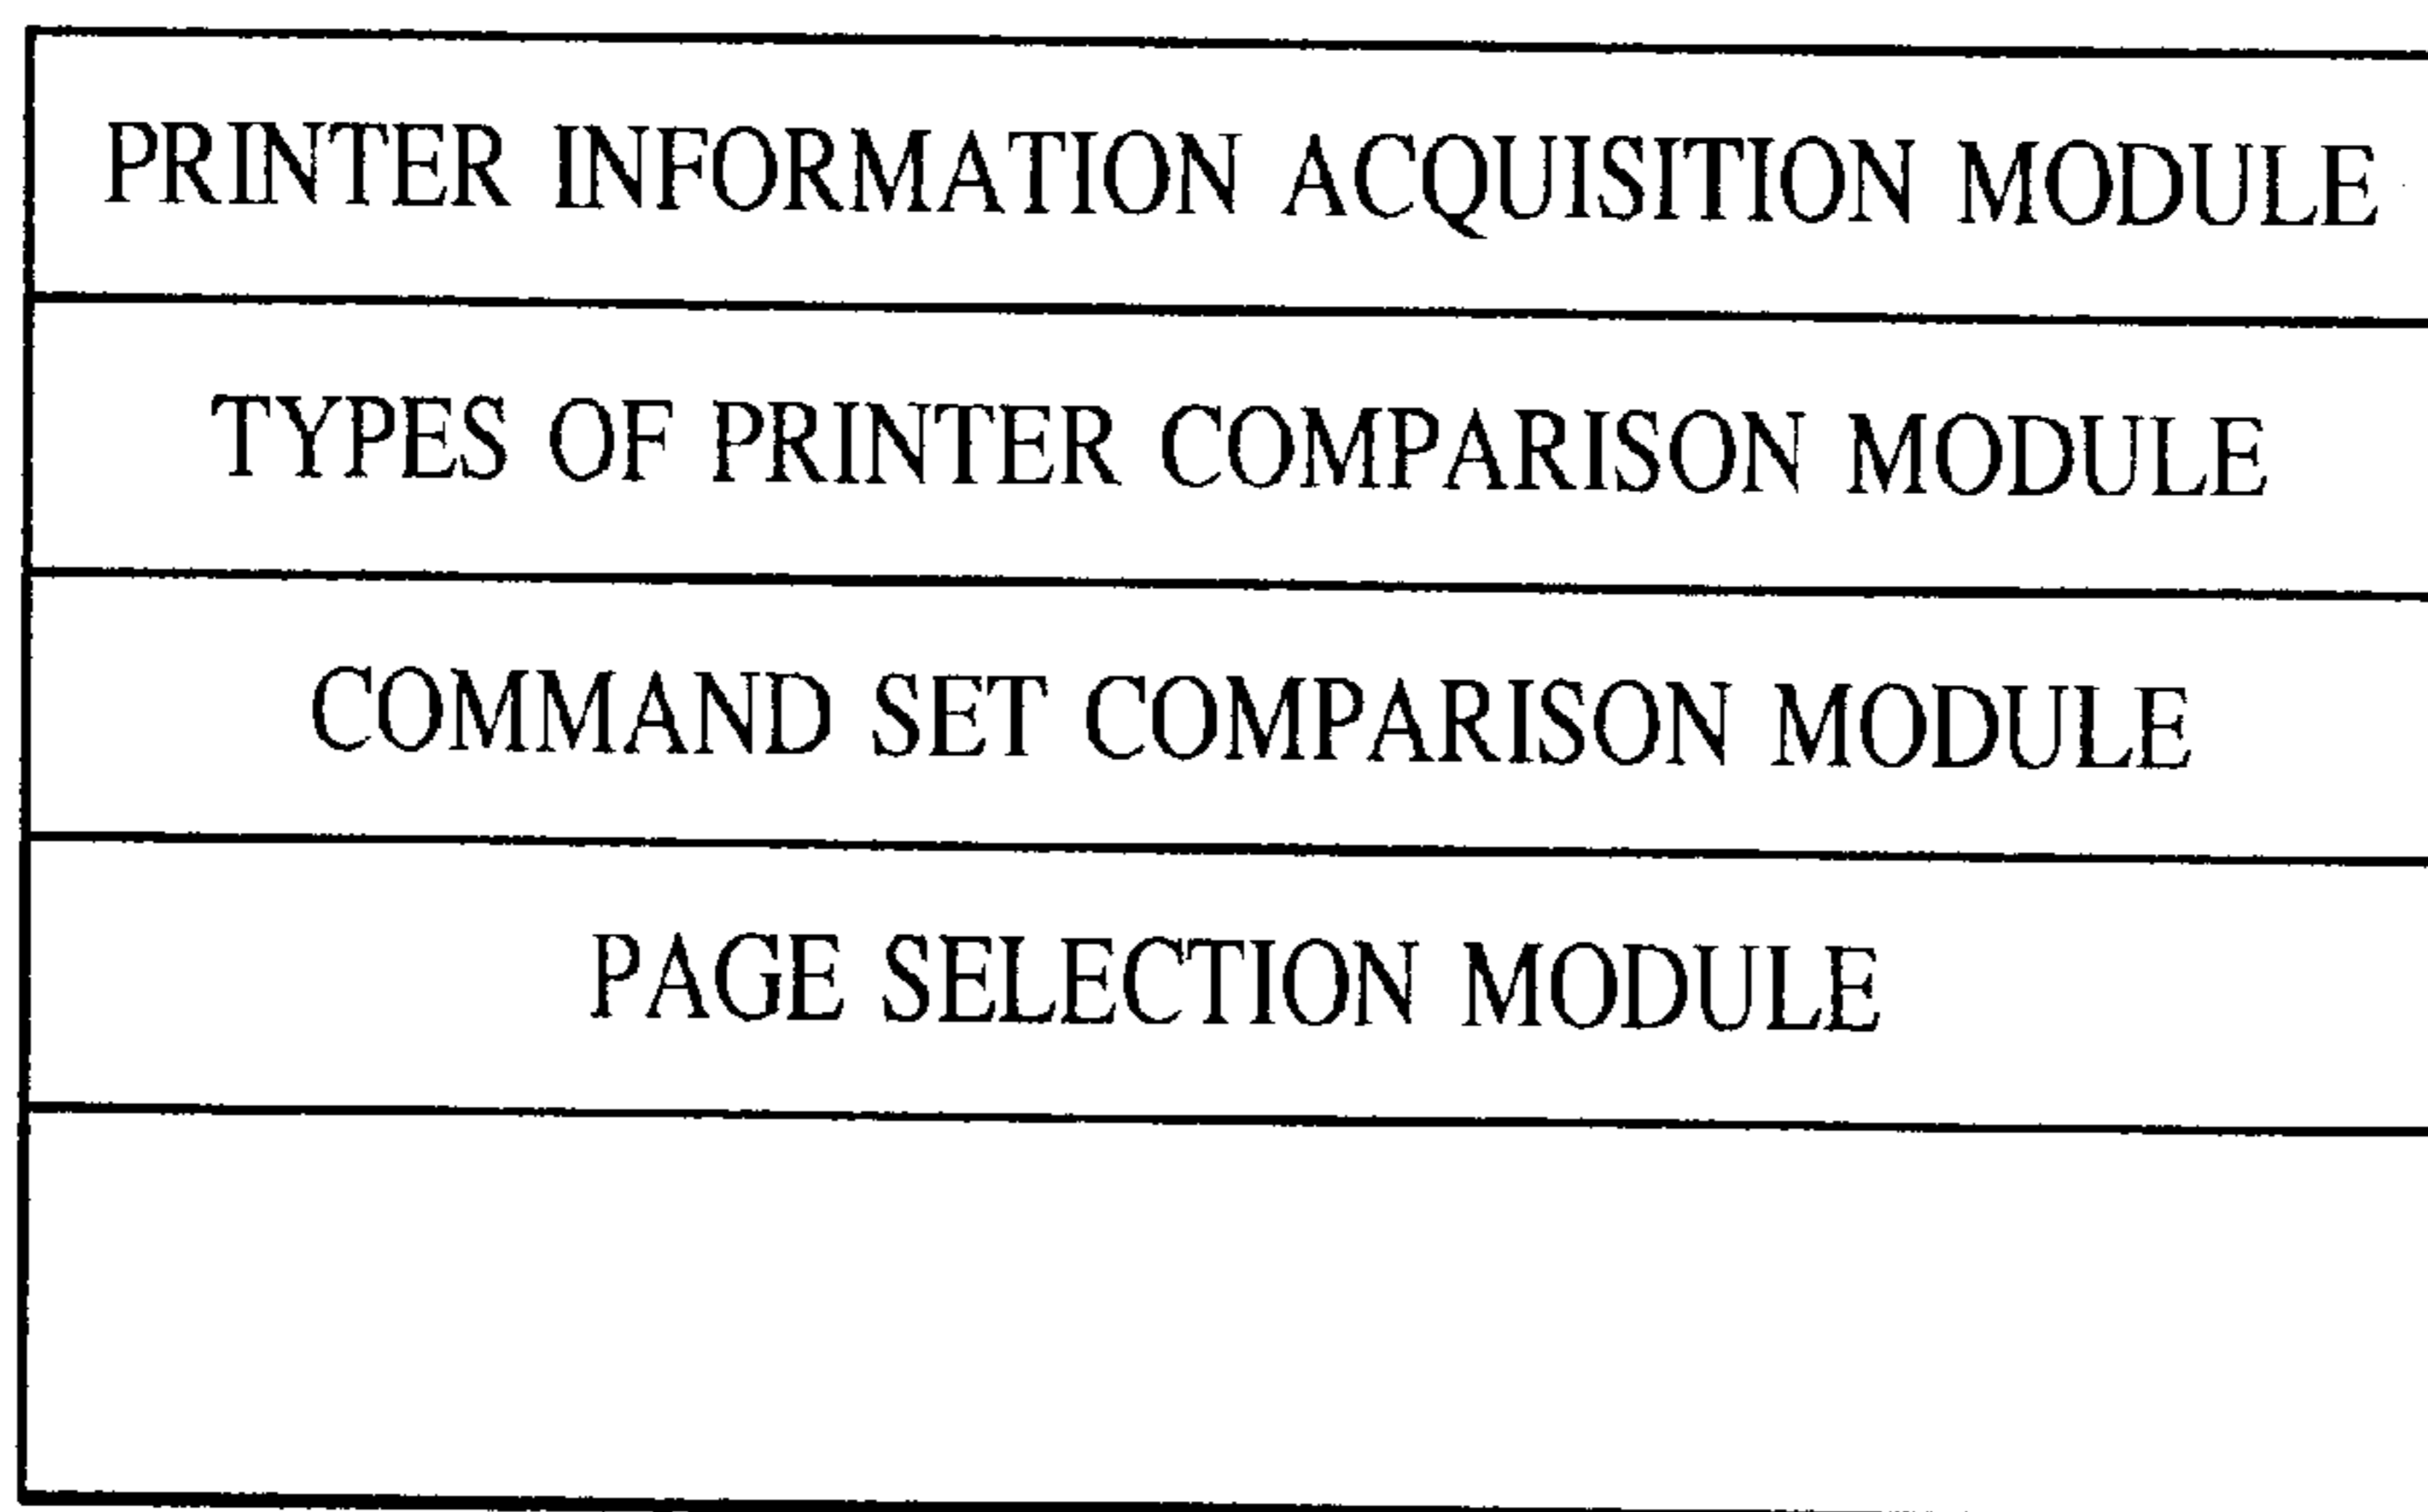 PRINTER INFORMATION ACQUISITION MODULE
TYPES OF PRINTER COMPARISON MODULE
COMMAND SET COMPARISON MODULE
PAGE SELECTION MODULE